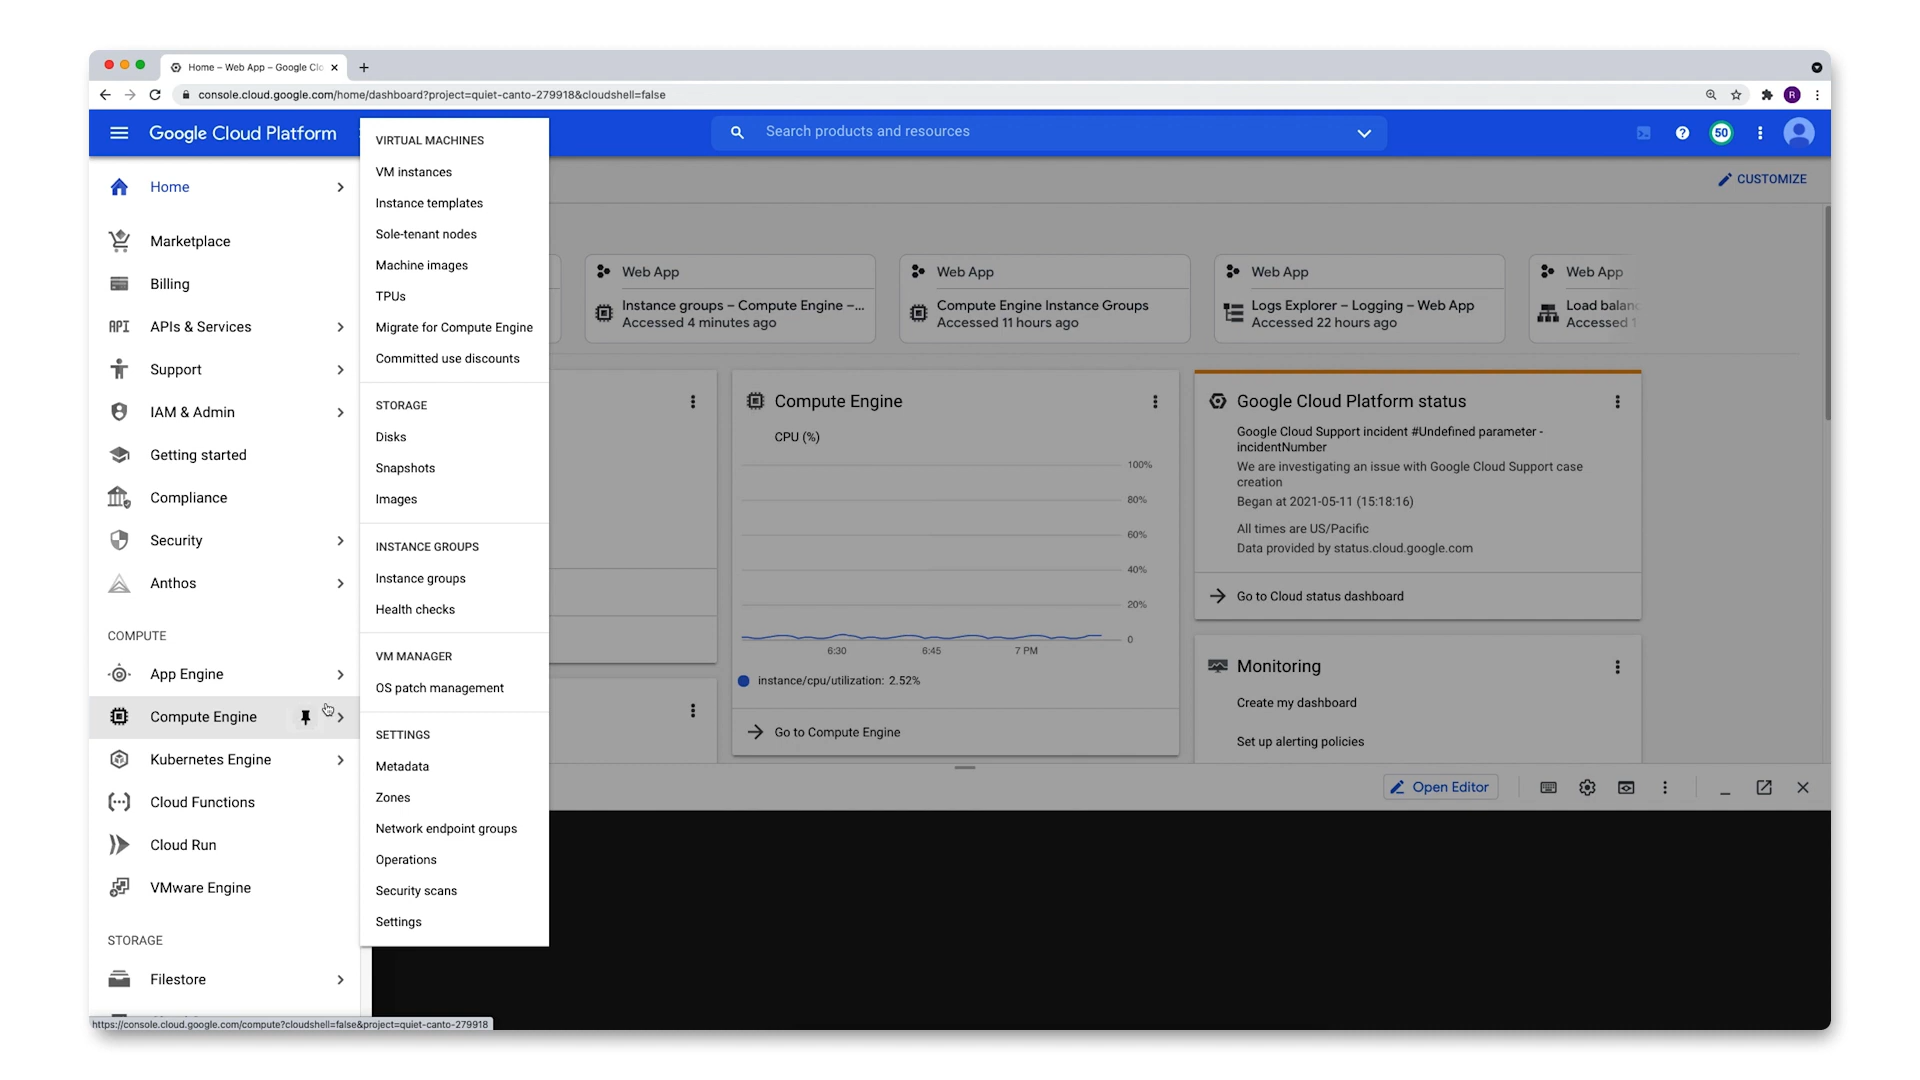 Home – Web App – Google Clo
console.cloud.google.com/home/dashboard?project=quiet-canto-279918&cloudshell=false
R
Google Cloud Platform
Search products and resources
50
CUSTOMIZE
Home
Marketplace
Billing
API APIs & Services
Support
IAM & Admin
Getting started
Compliance
Security
Anthos
COMPUTE
App Engine
Compute Engine
Kubernetes Engine
Cloud Functions
Cloud Run
VMware Engine
STORAGE
Filestore
https://console.cloud.google.com/compute?cloudshell=false&project=quiet-canto-279918
VIRTUAL MACHINES
VM instances
Instance templates
Sole-tenant nodes
Machine images
TPUs
Migrate for Compute Engine
Committed use discounts
STORAGE
Disks
Snapshots
Images
INSTANCE GROUPS
Instance groups
Health checks
VM MANAGER
OS patch management
SETTINGS
Metadata
Zones
Network endpoint groups
Operations
Security scans
Settings
Web App
Instance groups – Compute Engine –...
Accessed 4 minutes ago
Web App
Compute Engine Instance Groups
Accessed 11 hours ago
Web App
Logs Explorer – Logging – Web App
Accessed 22 hours ago
Web App
Load balanc
Accessed 1
Compute Engine
CPU (%)
100%
80%
60%
40%
20%
0
6:30 6:45 7 PM
instance/cpu/utilization: 2.52%
Go to Compute Engine
Google Cloud Platform status
Google Cloud Support incident #Undefined parameter -
incidentNumber
We are investigating an issue with Google Cloud Support case
creation
Began at 2021-05-11 (15:18:16)
All times are US/Pacific
Data provided by status.cloud.google.com
Go to Cloud status dashboard
Monitoring
Create my dashboard
Set up alerting policies
Open Editor